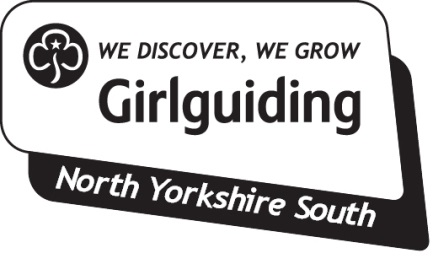 WE DISCOVER, WE GROW
Girlguiding
North Yorkshire South